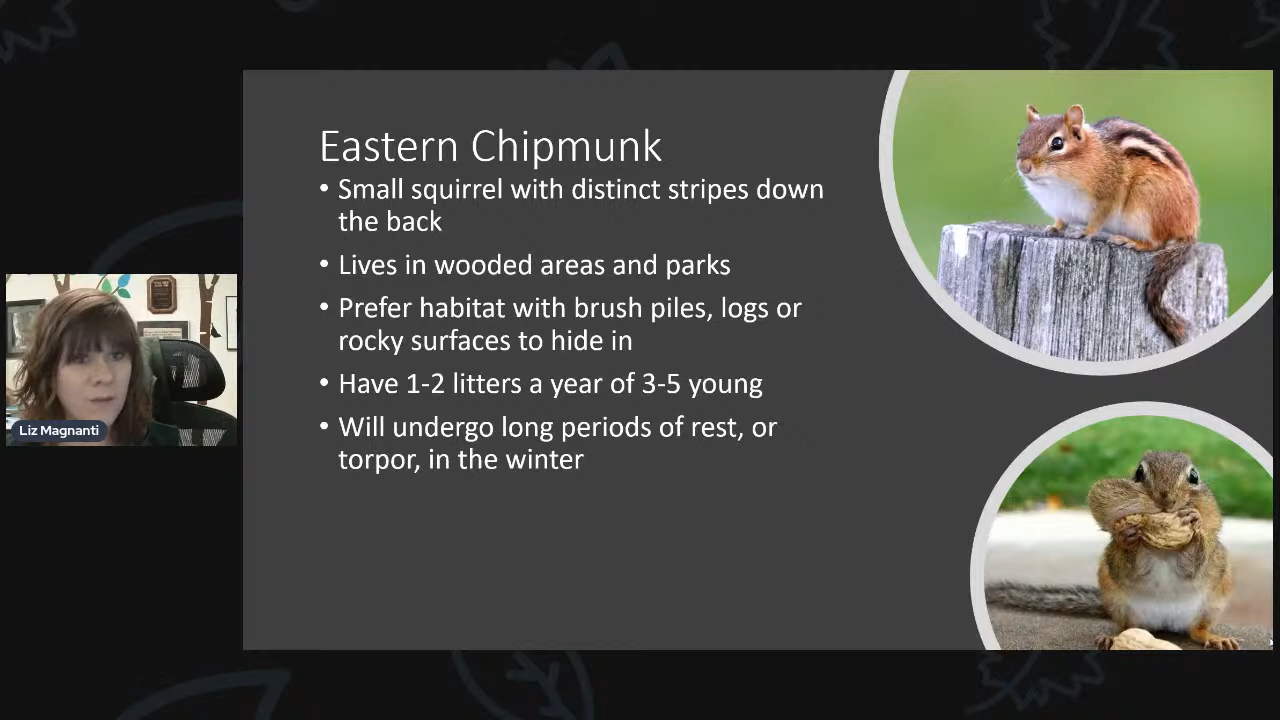 Eastern Chipmunk
• Small squirrel with distinct stripes down
the back
• Lives in wooded areas and parks
• Prefer habitat with brush piles, logs or
rocky surfaces to hide in
• Have 1-2 litters a year of 3-5 young
• Will undergo long periods of rest, or
torpor, in the winter
Liz Magnanti